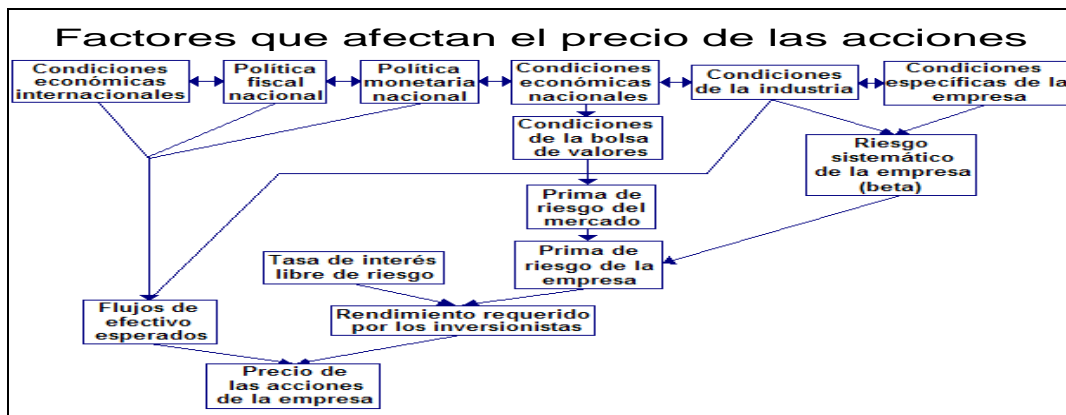 Factores que afectan el precio de las acciones
Condiciones
económicas
internacionales
Política
fiscal
nacional
Política
monetaria
nacional
Condiciones
económicas
nacionales
Condiciones
de la industria
Condiciones
específicas de la
empresa
Condiciones
de la bolsa
de valores
Riesgo
sistemático
de la empresa
(beta)
Prima de
riesgo del
mercado
Tasa de interés
libre de riesgo
Prima de
riesgo de la
empresa
Flujos de
efectivo
esperados
Rendimiento requerido
por los inversionistas
Precio de
las acciones
de la empresa